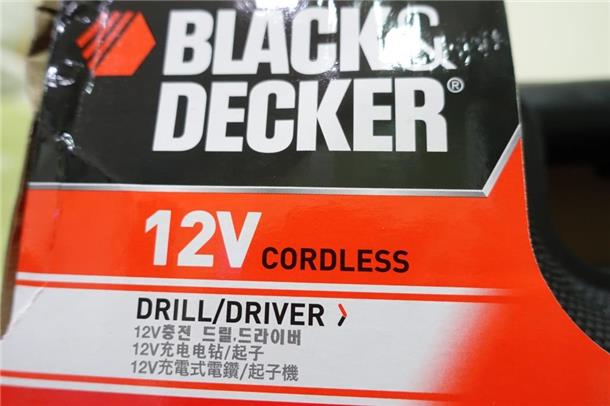 BLACK&
DECKER®
12V CORDLESS
DRILL/DRIVER
12V충전 드릴,드라이버
12V充电电钻/起子
12V充電式電鑽/起子機